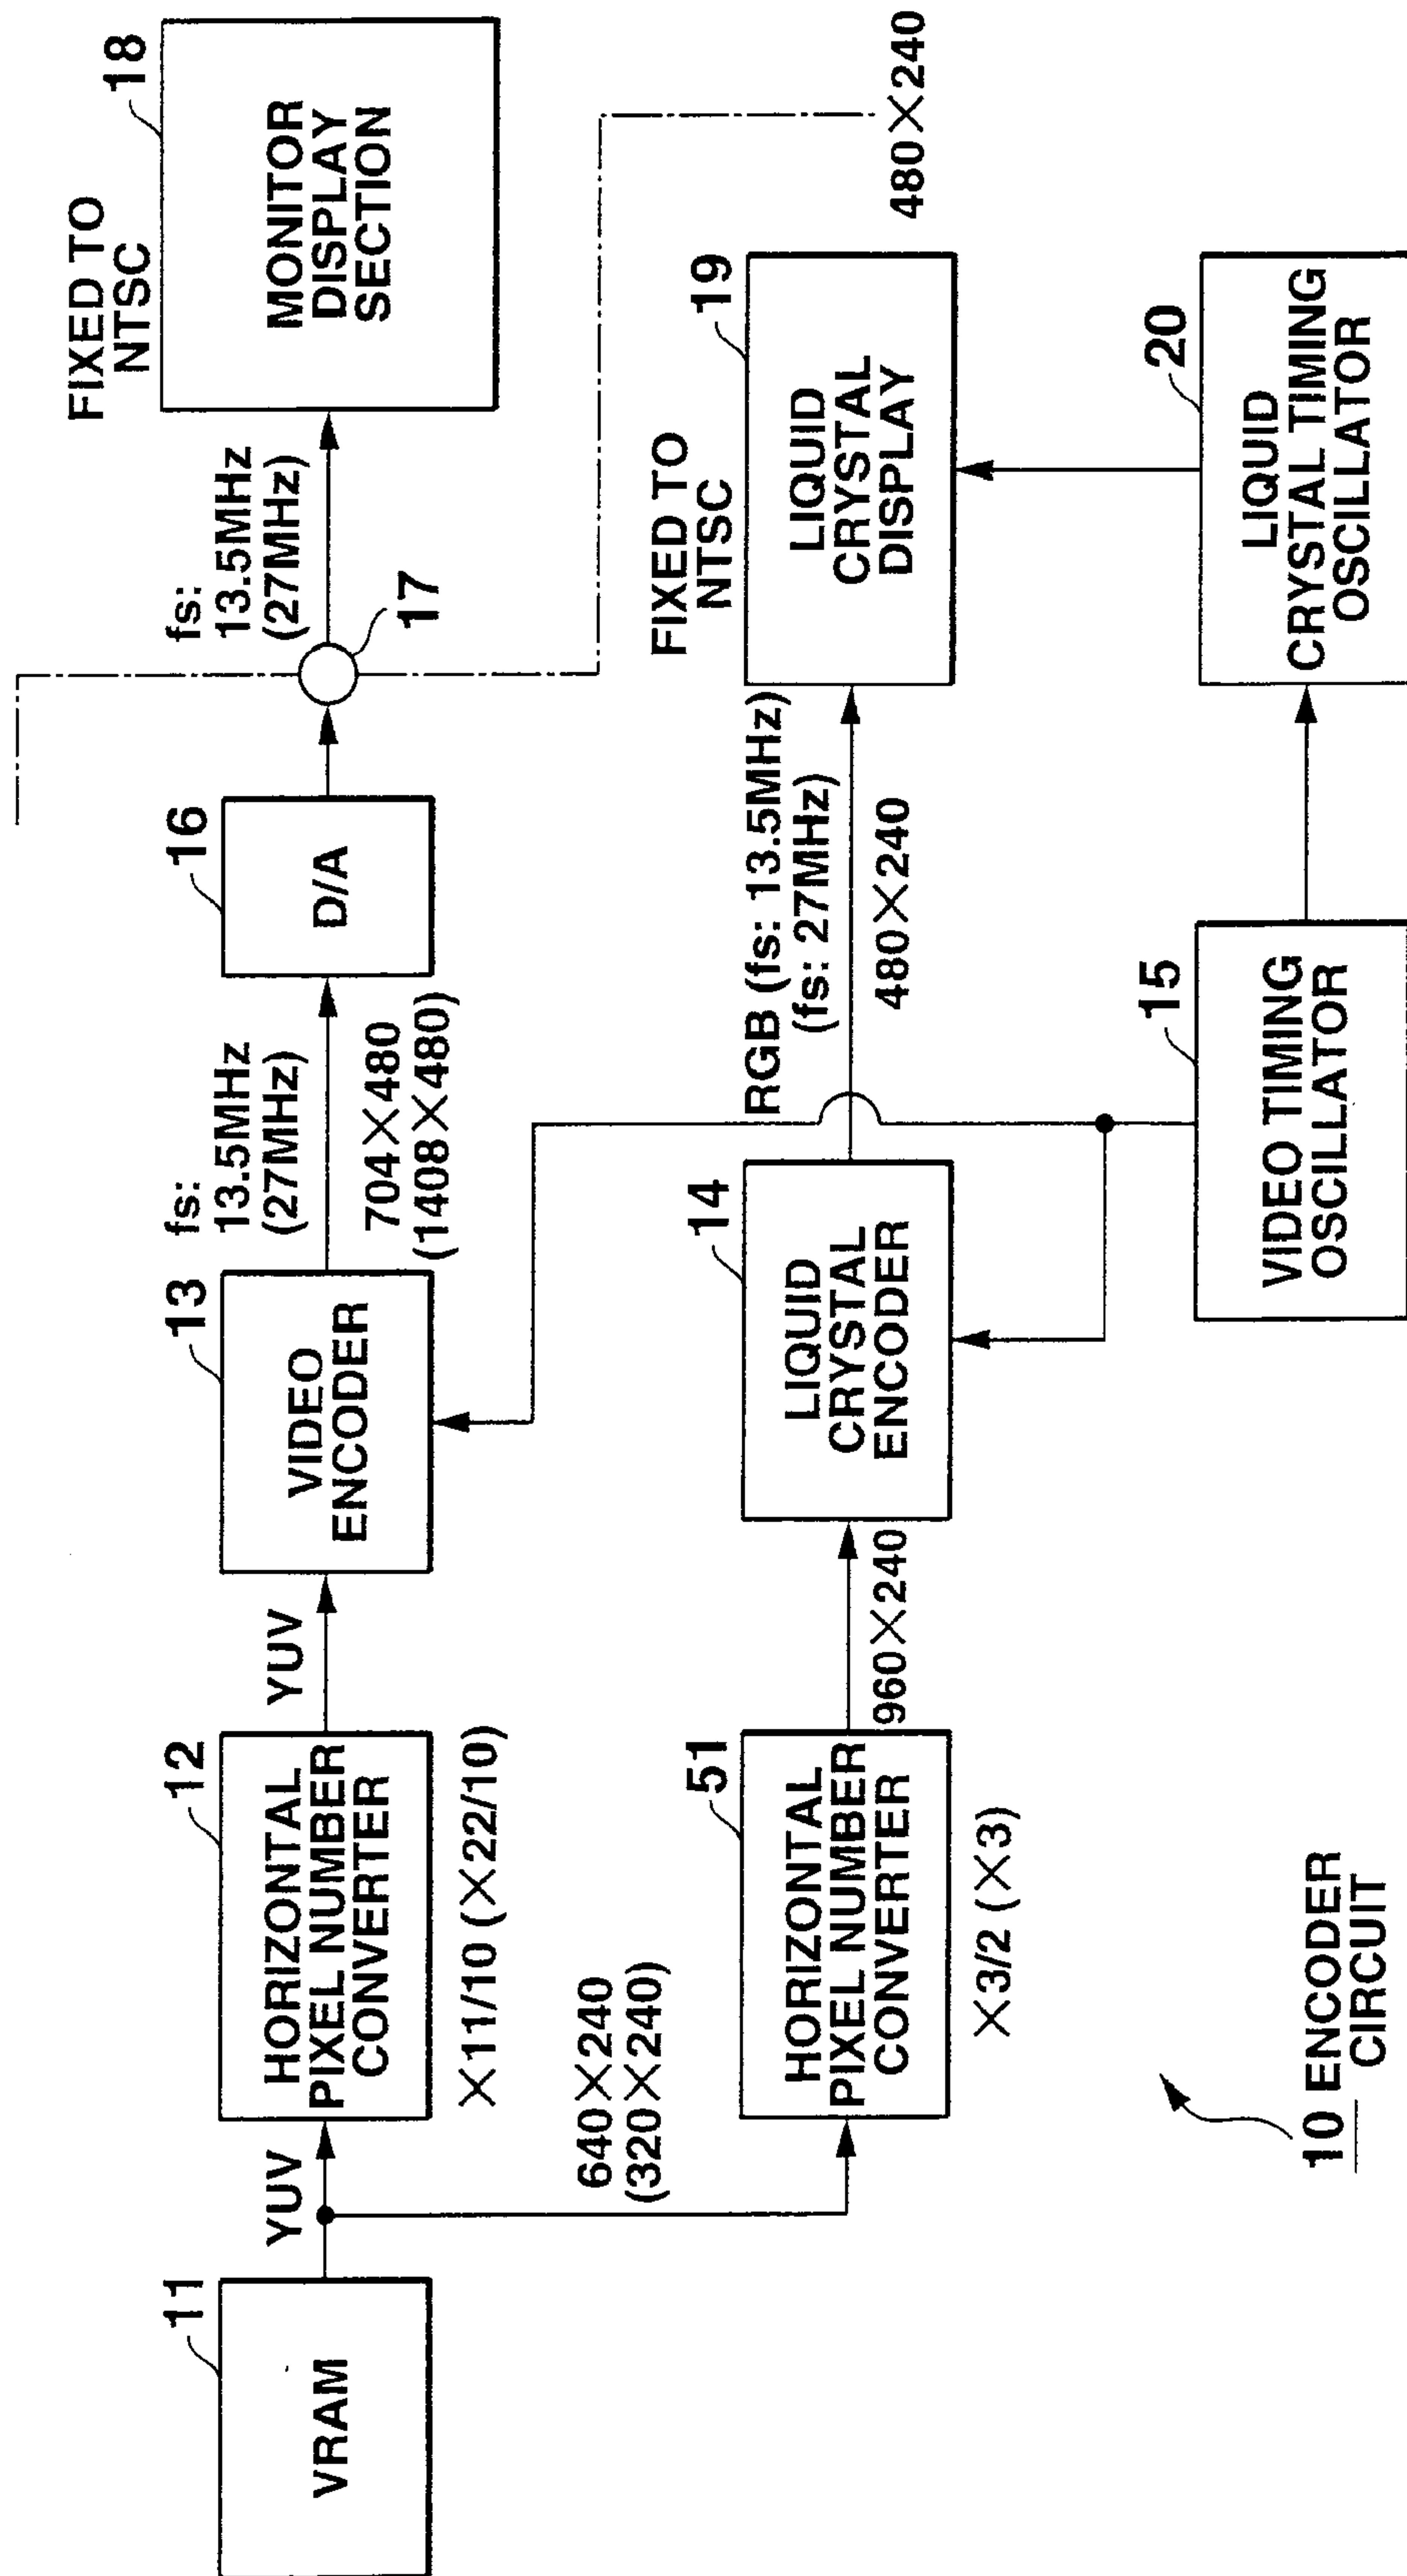 11
VRAM
YUV
12
HORIZONTAL
PIXEL NUMBER
CONVERTER
×11/10 (×22/10)
YUV
13
VIDEO
ENCODER
fs:
13.5MHz
(27MHz)
704×480
(1408×480)
16
D/A
17
fs:
13.5MHz
(27MHz)
FIXED TO
NTSC
18
MONITOR
DISPLAY
SECTION
640×240
(320×240)
51
HORIZONTAL
PIXEL NUMBER
CONVERTER
×3/2 (×3)
960×240
14
LIQUID
CRYSTAL
ENCODER
RGB (fs: 13.5MHz)
(fs: 27MHz)
480×240
FIXED TO
NTSC
19
LIQUID
CRYSTAL
DISPLAY
480×240
15
VIDEO TIMING
OSCILLATOR
20
LIQUID
CRYSTAL TIMING
OSCILLATOR
10 ENCODER
CIRCUIT